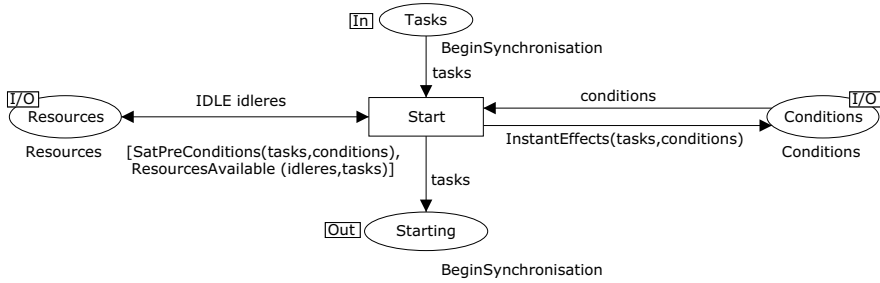 In
Tasks
BeginSynchronisation
tasks
I/O
IDLE idleres
conditions
I/O
Resources
Start
Conditions
InstantEffects(tasks,conditions)
Resources
[SatPreConditions(tasks,conditions),
Conditions
ResourcesAvailable (idleres,tasks)]
tasks
Out
Starting
BeginSynchronisation